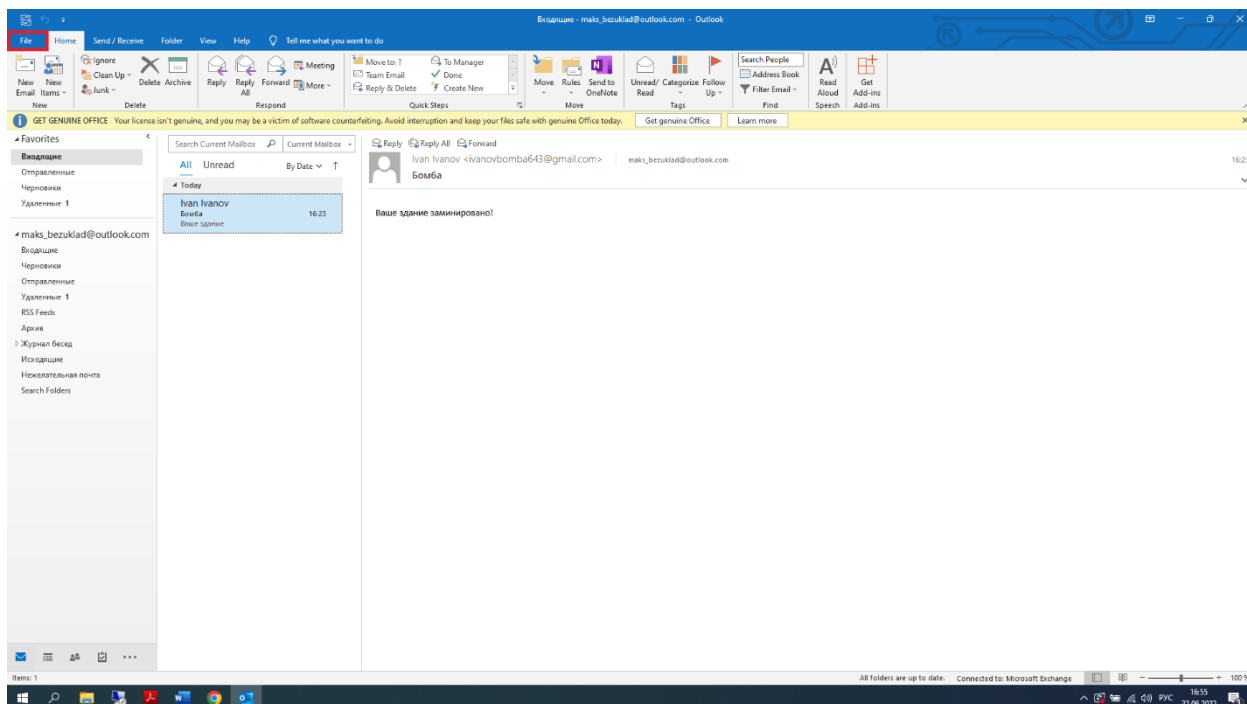 Входящие - maks_bezuklad@outlook.com - Outlook
File Home Send / Receive Folder View Help Tell me what you want to do
New Email
New Items
Ignore
Clean Up
Junk
Delete
Archive
Reply
Reply All
Forward
Meeting
More
Move to: ?
Team Email
Reply & Delete
To Manager
Done
Create New
Move
Rules
Send to OneNote
Unread/ Read
Categorize
Follow Up
Search People
Address Book
Filter Email
Read Aloud
Get Add-ins
New Delete Respond Quick Steps Move Tags Find Speech Add-ins
GET GENUINE OFFICE Your license isn't genuine, and you may be a victim of software counterfeiting. Avoid interruption and keep your files safe with genuine Office today. Get genuine Office Learn more
Favorites
Входящие
Отправленные
Черновики
Удаленные 1
maks_bezuklad@outlook.com
Входящие
Черновики
Отправленные
Удаленные 1
RSS Feeds
Архив
Журнал бесед
Исходящие
Нежелательная почта
Search Folders
Search Current Mailbox Current Mailbox
All Unread By Date
Today
Ivan Ivanov
Бомба 16:23
Ваше здание
Reply Reply All Forward
Ivan Ivanov <ivanovbomba643@gmail.com> maks_bezuklad@outlook.com
Бомба
Ваше здание заминировано!
Items: 1
All folders are up to date. Connected to: Microsoft Exchange 100 %
РУС
16:55
22.06.2022